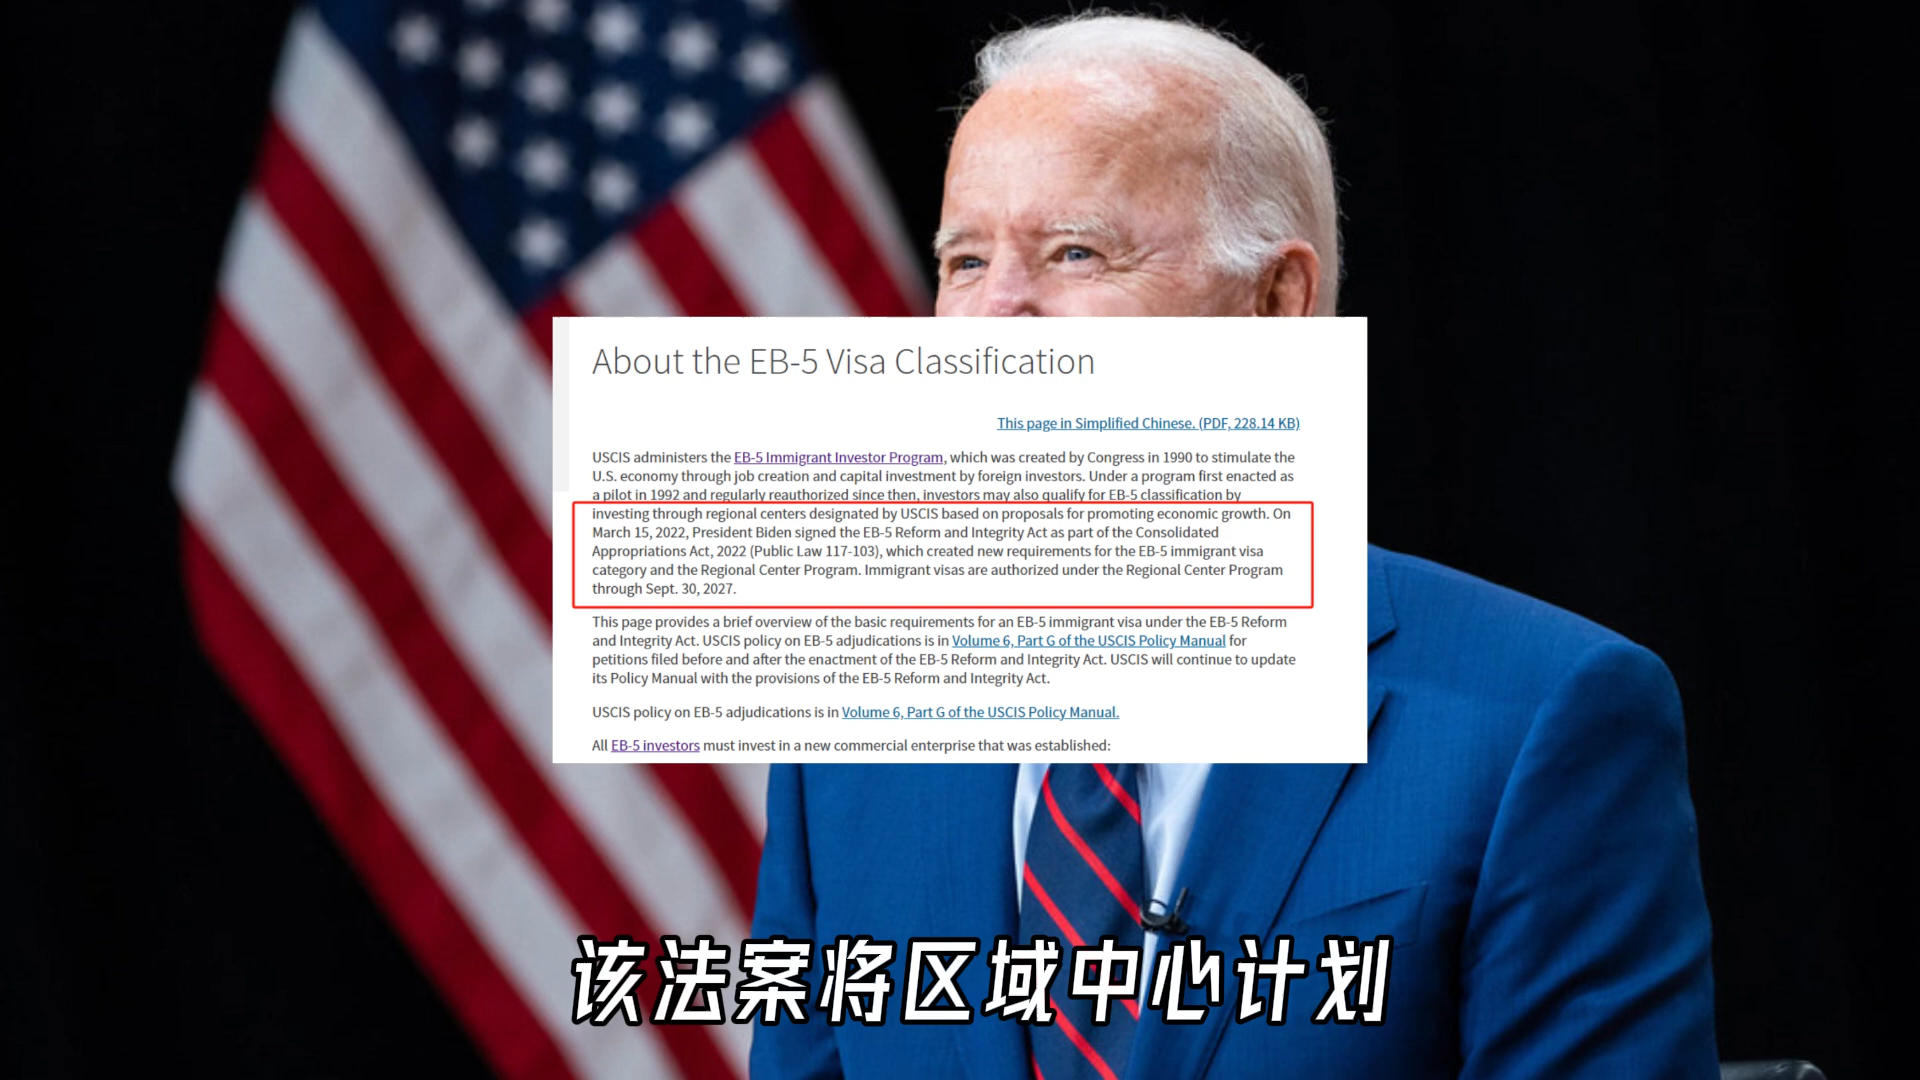 About the EB-5 Visa Classification
This page in Simplified Chinese. (PDF, 228.14 KB)
USCIS administers the EB-5 Immigrant Investor Program, which was created by Congress in 1990 to stimulate the
U.S. economy through job creation and capital investment by foreign investors. Under a program first enacted as
a pilot in 1992 and regularly reauthorized since then, investors may also qualify for EB-5 classification by
investing through regional centers designated by USCIS based on proposals for promoting economic growth. On
March 15, 2022, President Biden signed the EB-5 Reform and Integrity Act as part of the Consolidated
Appropriations Act, 2022 (Public Law 117-103), which created new requirements for the EB-5 immigrant visa
category and the Regional Center Program. Immigrant visas are authorized under the Regional Center Program
through Sept. 30, 2027.
This page provides a brief overview of the basic requirements for an EB-5 immigrant visa under the EB-5 Reform
and Integrity Act. USCIS policy on EB-5 adjudications is in Volume 6, Part G of the USCIS Policy Manual for
petitions filed before and after the enactment of the EB-5 Reform and Integrity Act. USCIS will continue to update
its Policy Manual with the provisions of the EB-5 Reform and Integrity Act.
USCIS policy on EB-5 adjudications is in Volume 6, Part G of the USCIS Policy Manual.
All EB-5 investors must invest in a new commercial enterprise that was established:
该法案将区域中心计划